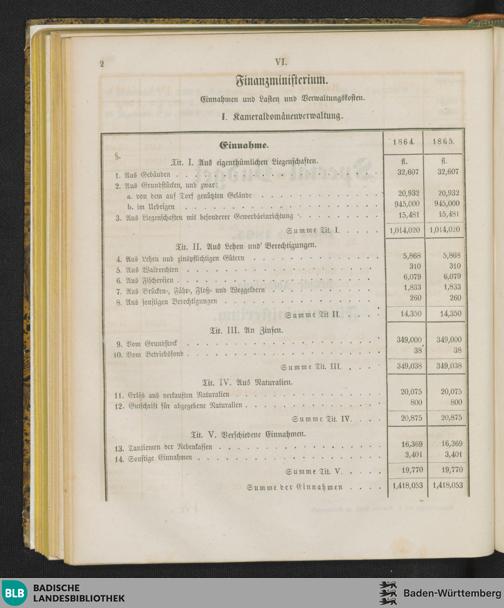 2
VI.
Finanzministerium.
Einnahmen und Lasten und Verwaltungskosten.
I. Kameraldomänenverwaltung.
Einnahme. 1864. 1865.
§. Tit. I. Aus eigenthümlichen Liegenschaften. fl. fl.
1. Aus Gebäuden . . . 32,607 32,607
2. Aus Grundstücken, und zwar:
a. von dem auf Torf genützten Gelände . . . 20,932 20,932
b. im Uebrigen . . . 945,000 945,000
3. Aus Liegenschaften mit besonderer Gewerbseinrichtung . . . 15,481 15,481
Summe Tit. I. . . . 1,014,020 1,014,020
Tit. II. Aus Lehen und Berechtigungen.
4. Aus Lehen und zinspflichtigen Gütern . . . 5,868 5,868
5. Aus Waiderechten . . . 310 310
6. Aus Fischereien . . . 6,079 6,079
7. Aus Brücken-, Fähr-, Floß- und Weggeldern . . . 1,833 1,833
8. Aus sonstigen Berechtigungen . . . 260 260
Summe Tit II. . . . 14,350 14,350
Tit. III. An Zinsen.
9. Vom Grundstock . . . 349,000 349,000
10. Vom Betriebsfond . . . 38 38
Summe Tit. III. . . . 349,038 349,038
Tit. IV. Aus Naturalien.
11. Erlös aus verkauften Naturalien . . . 20,075 20,075
12. Gutschrift für abgegebene Naturalien . . . 800 800
Summe Tit. IV. . . . 20,875 20,875
Tit. V. Verschiedene Einnahmen.
13. Tantiemen der Nebenkassen . . . 16,369 16,369
14. Sonstige Einnahmen . . . 3,401 3,401
Summe Tit. V. . . . 19,770 19,770
Summe der Einnahmen . . . 1,418,053 1,418,053
BLB
BADISCHE
LANDESBIBLIOTHEK
Baden-Württemberg